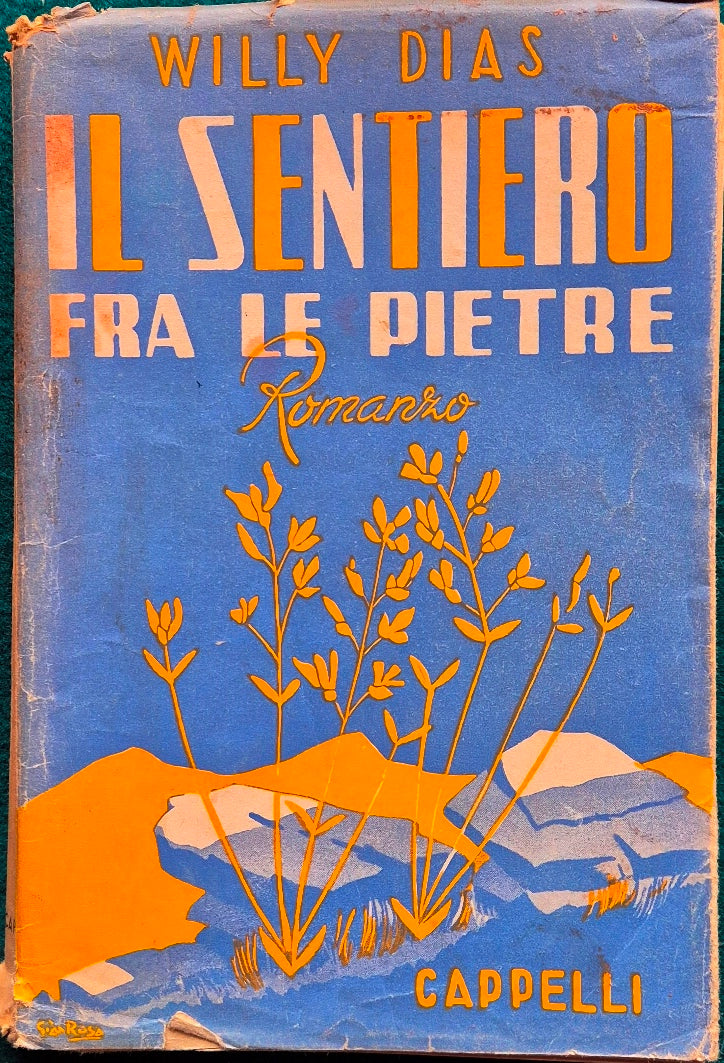 WILLY DIAS
IL SENTIERO
FRA LE PIETRE
Romanzo
CAPPELLI